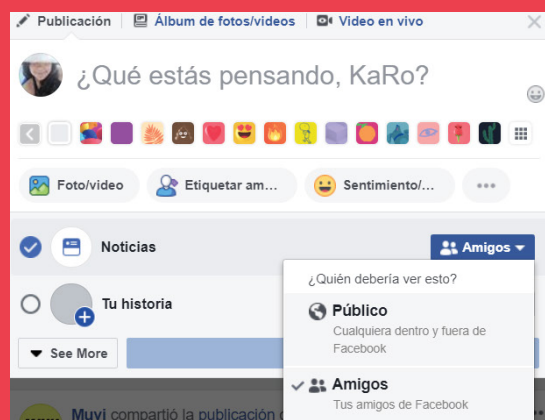 Publicación Álbum de fotos/videos Video en vivo
¿Qué estás pensando, KaRo?
Foto/video Etiquetar am... Sentimiento/...
Noticias Amigos
¿Quién debería ver esto?
Tu historia
Público
Cualquiera dentro y fuera de
Facebook
See More
Amigos
Tus amigos de Facebook
Muvi compartió la publicación